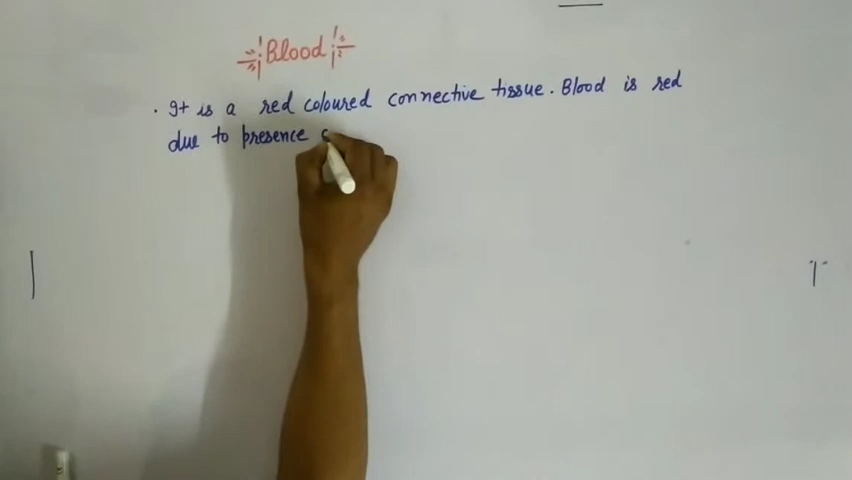 Blood
· It is a red coloured connective tissue. Blood is red
due to presence